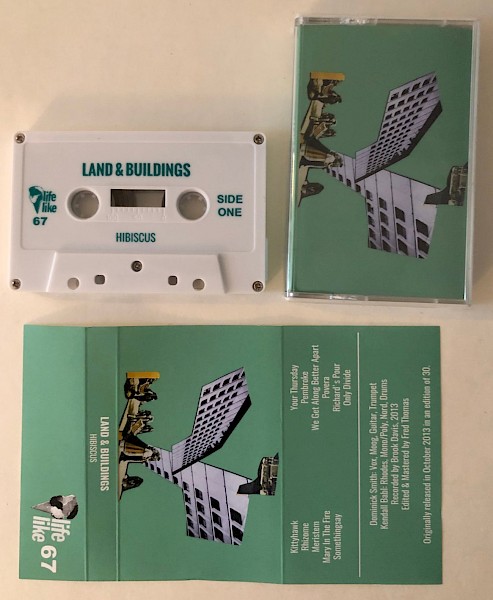 LAND & BUILDINGS
life
like
67
SIDE
ONE
HIBISCUS
life
like 67
LAND & BUILDINGS
HIBISCUS
Kittyhawk
Rhizone
Meristem
Mary In The Fire
Somethingsay
Your Thursday
Pembroke
We Get Along Better Apart
Povera
Richard's Pour
Only Divide
Dominick Smith: Vox, Moog, Guitar, Trumpet
Kendall Babl: Rhodes, Mono/Poly, Nord, Drums
Recorded by Brook Davis, 2013
Edited & Mastered by Fred Thomas
Originally released in October 2013 in an edition of 30.